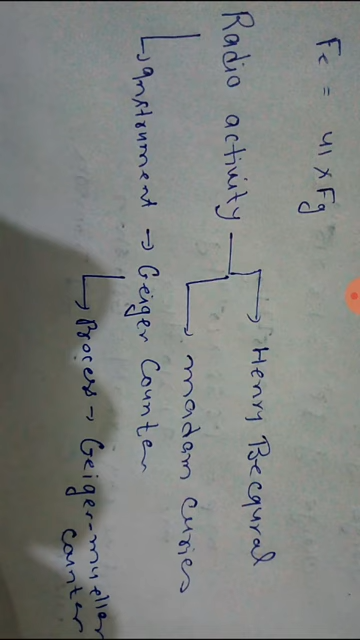 Fe = 41 × Fg
Radio activity → Henry Becqural
→ madam curies
→ Instrument → Geiger Counter
→ Process → Geiger-mueller
counter